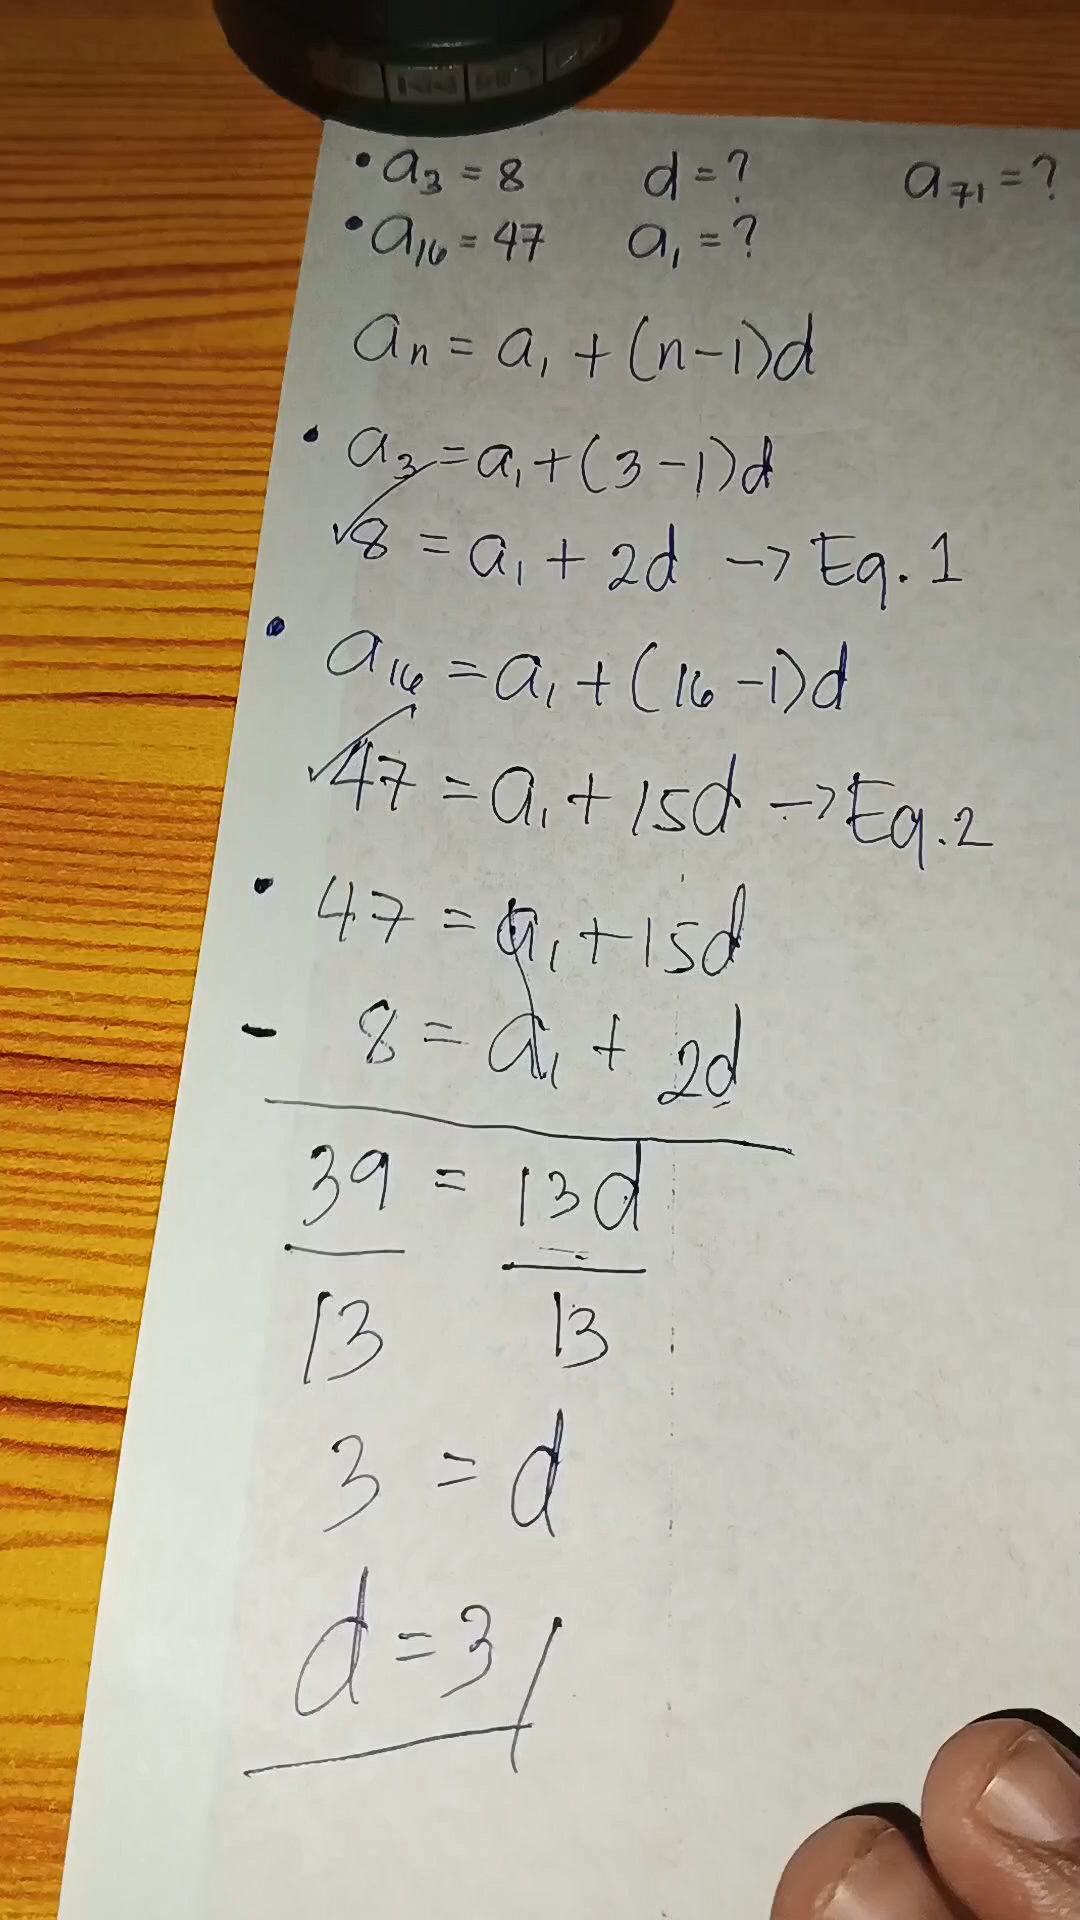 • a₃ = 8 d = ? a₇₁ = ?
• a₁₆ = 47 a₁ = ?
aₙ = a₁ + (n-1)d
• a₃ = a₁ + (3-1)d
8 = a₁ + 2d → Eq. 1
• a₁₆ = a₁ + (16-1)d
47 = a₁ + 15d → Eq. 2
• 47 = a₁ + 15d
- 8 = a₁ + 2d
39 = 13d
13 13
3 = d
d = 3